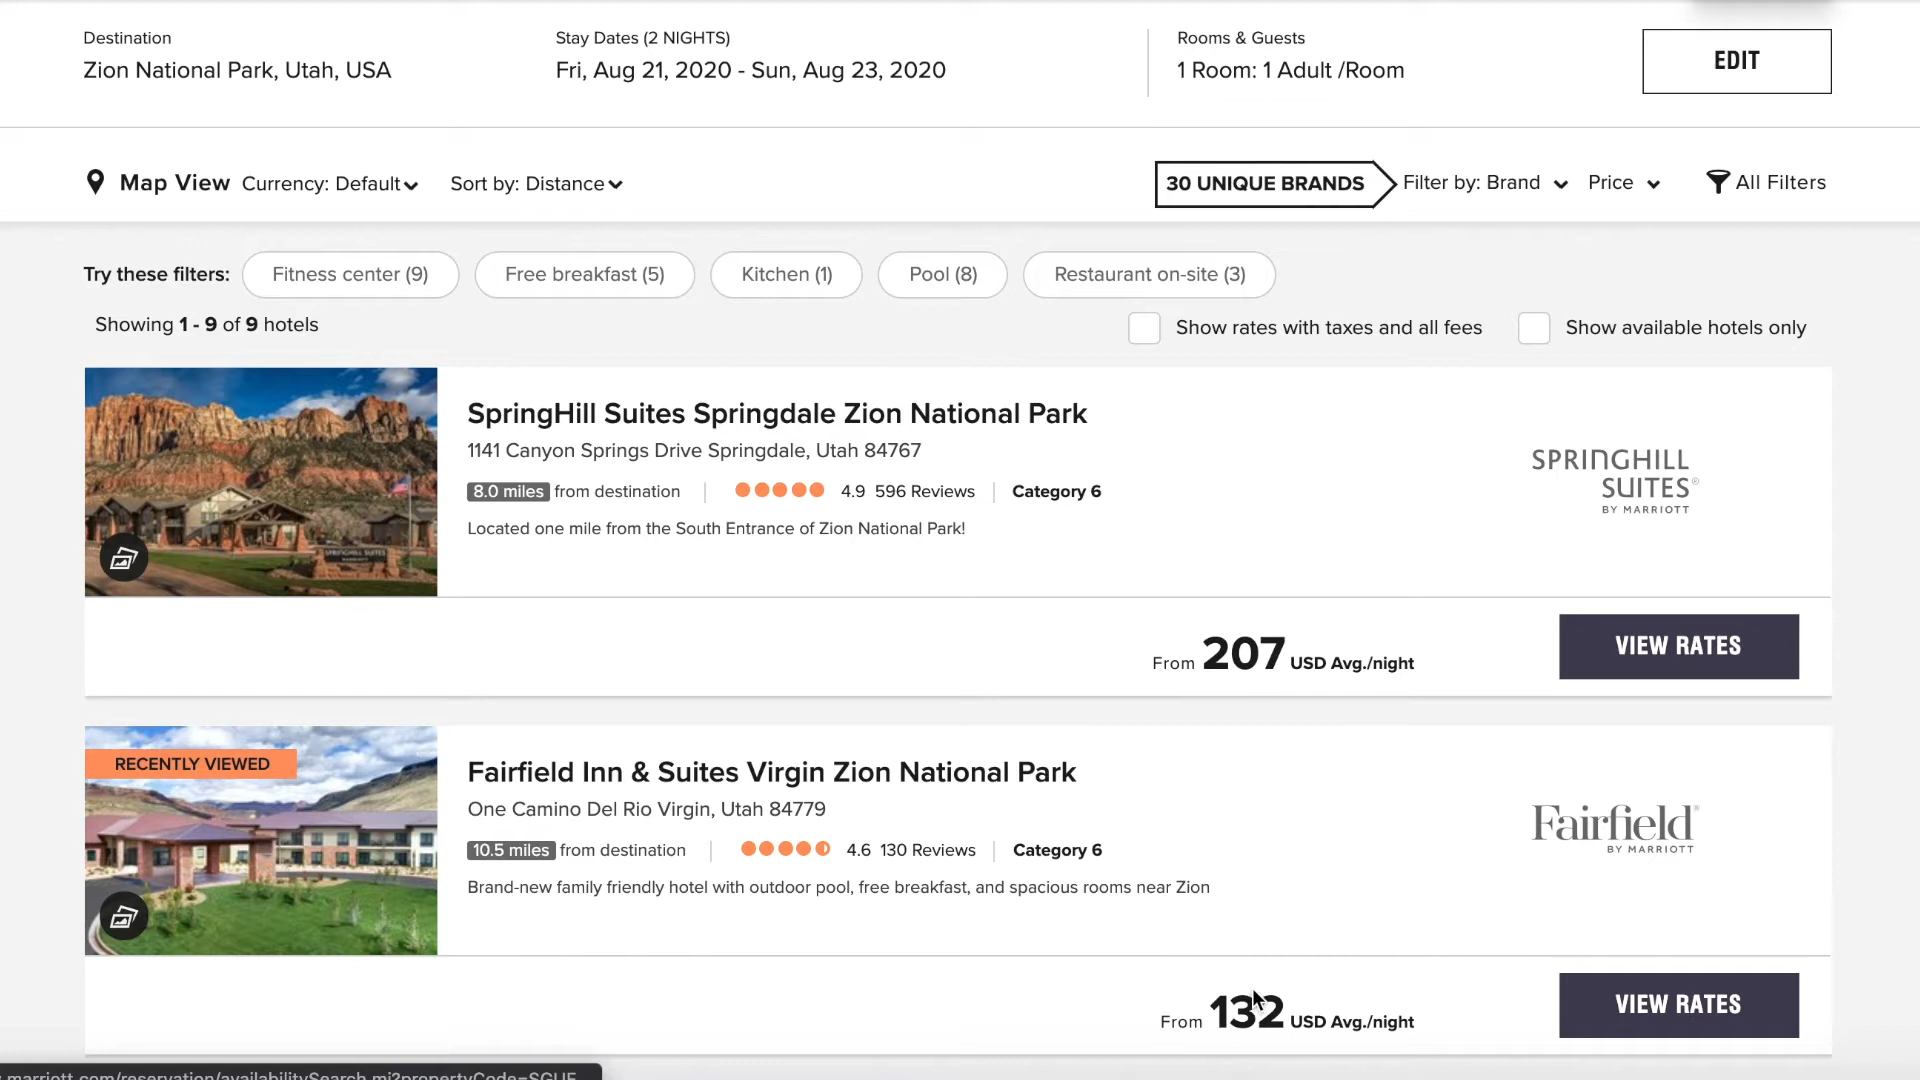 Destination
Zion National Park, Utah, USA
Stay Dates (2 NIGHTS)
Fri, Aug 21, 2020 - Sun, Aug 23, 2020
Rooms & Guests
1 Room: 1 Adult /Room
EDIT
Map View
Currency: Default
Sort by: Distance
30 UNIQUE BRANDS
Filter by: Brand
Price
All Filters
Try these filters:
Fitness center (9)
Free breakfast (5)
Kitchen (1)
Pool (8)
Restaurant on-site (3)
Showing 1 - 9 of 9 hotels
Show rates with taxes and all fees
Show available hotels only
SpringHill Suites Springdale Zion National Park
1141 Canyon Springs Drive Springdale, Utah 84767
8.0 miles from destination
4.9 596 Reviews
Category 6
Located one mile from the South Entrance of Zion National Park!
SPRINGHILL
SUITES®
BY MARRIOTT
From 207 USD Avg./night
VIEW RATES
RECENTLY VIEWED
Fairfield Inn & Suites Virgin Zion National Park
One Camino Del Rio Virgin, Utah 84779
10.5 miles from destination
4.6 130 Reviews
Category 6
Brand-new family friendly hotel with outdoor pool, free breakfast, and spacious rooms near Zion
Fairfield®
BY MARRIOTT
From 132 USD Avg./night
VIEW RATES
.marriott.com/reservation/availabilitySearch.mi?propertyCode=SGUF